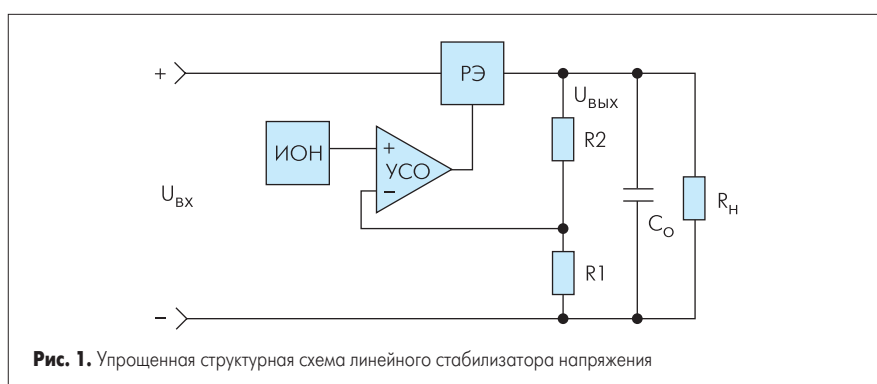 +
РЭ
U вых
ИОН
+
УСО
−
R2
U вх
C O
R Н
R1
−
Рис. 1. Упрощенная структурная схема линейного стабилизатора напряжения